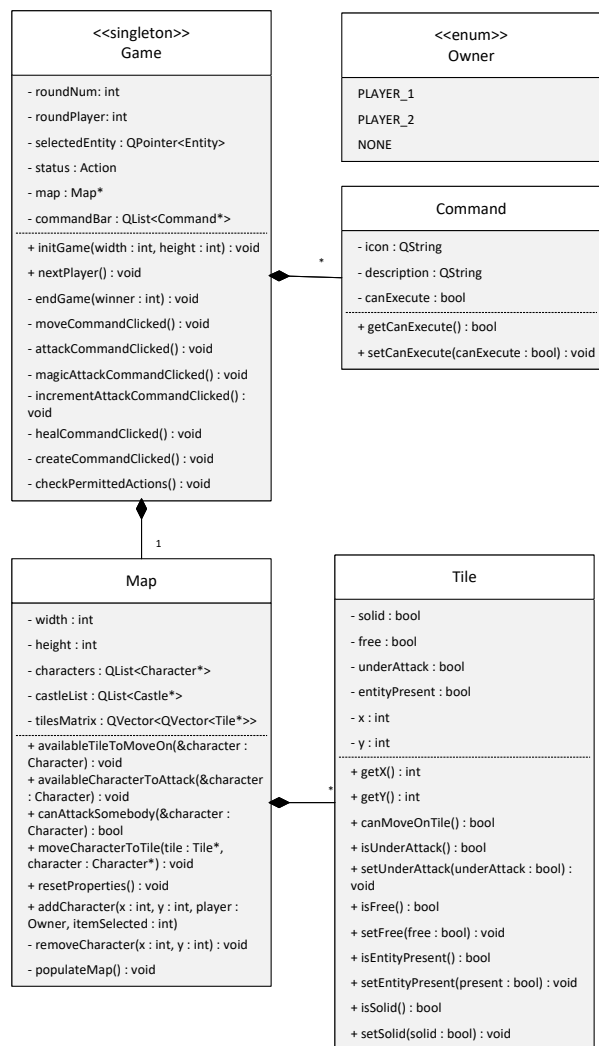 <<singleton>>
Game
- roundNum: int
- roundPlayer: int
- selectedEntity : QPointer<Entity>
- status : Action
- map : Map*
- commandBar : QList<Command*>
+ initGame(width : int, height : int) : void
+ nextPlayer() : void
- endGame(winner : int) : void
- moveCommandClicked() : void
- attackCommandClicked() : void
- magicAttackCommandClicked() : void
- incrementAttackCommandClicked() :
void
- healCommandClicked() : void
- createCommandClicked() : void
- checkPermittedActions() : void
<<enum>>
Owner
PLAYER_1
PLAYER_2
NONE
*
Command
- icon : QString
- description : QString
- canExecute : bool
+ getCanExecute() : bool
+ setCanExecute(canExecute : bool) : void
1
Map
- width : int
- height : int
- characters : QList<Character*>
- castleList : QList<Castle*>
- tilesMatrix : QVector<QVector<Tile*>>
+ availableTileToMoveOn(&character :
Character) : void
+ availableCharacterToAttack(&character
: Character) : void
+ canAttackSomebody(&character :
Character) : bool
+ moveCharacterToTile(tile : Tile*,
character : Character*) : void
+ resetProperties() : void
+ addCharacter(x : int, y : int, player :
Owner, itemSelected : int)
- removeCharacter(x : int, y : int) : void
- populateMap() : void
*
Tile
- solid : bool
- free : bool
- underAttack : bool
- entityPresent : bool
- x : int
- y : int
+ getX() : int
+ getY() : int
+ canMoveOnTile() : bool
+ isUnderAttack() : bool
+ setUnderAttack(underAttack : bool) :
void
+ isFree() : bool
+ setFree(free : bool) : void
+ isEntityPresent() : bool
+ setEntityPresent(present : bool) : void
+ isSolid() : bool
+ setSolid(solid : bool) : void